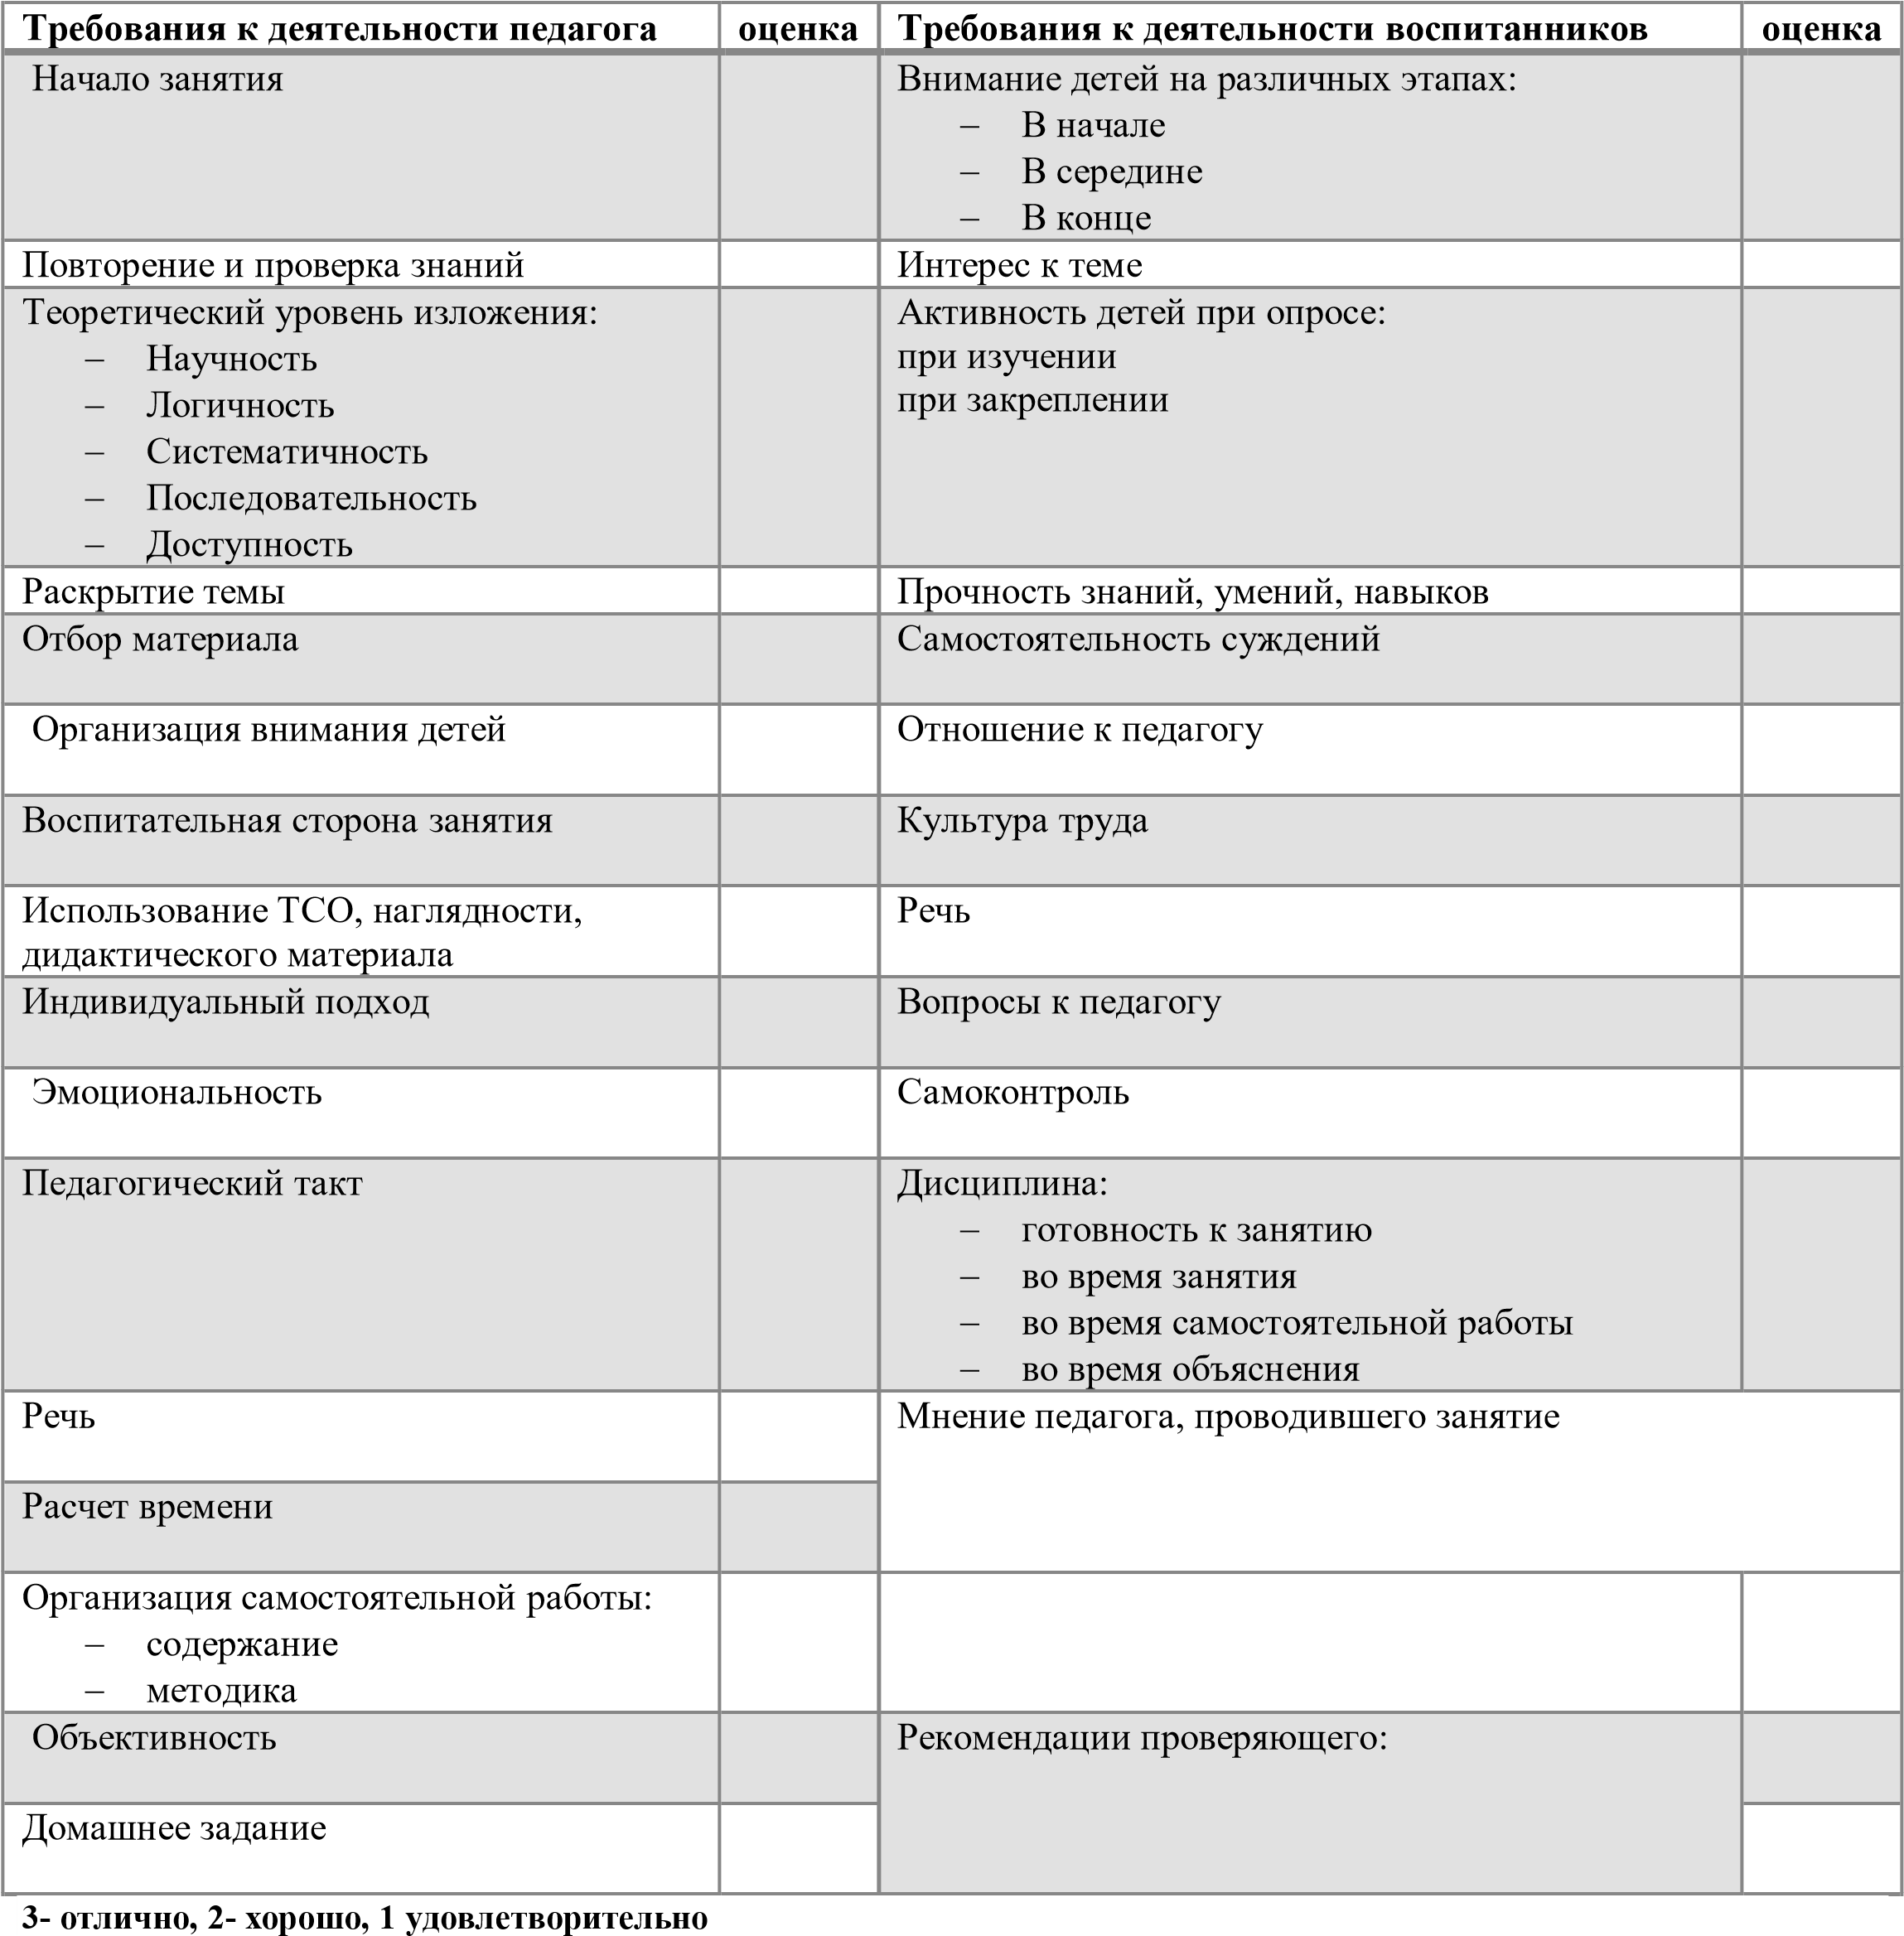 Требования к деятельности педагога оценка Требования к деятельности воспитанников оценка
Начало занятия
Внимание детей на различных этапах:
– В начале
– В середине
– В конце
Повторение и проверка знаний
Интерес к теме
Теоретический уровень изложения:
– Научность
– Логичность
– Систематичность
– Последовательность
– Доступность
Активность детей при опросе:
при изучении
при закреплении
Раскрытие темы
Прочность знаний, умений, навыков
Отбор материала
Самостоятельность суждений
Организация внимания детей
Отношение к педагогу
Воспитательная сторона занятия
Культура труда
Использование ТСО, наглядности,
дидактического материала
Речь
Индивидуальный подход
Вопросы к педагогу
Эмоциональность
Самоконтроль
Педагогический такт
Дисциплина:
– готовность к занятию
– во время занятия
– во время самостоятельной работы
– во время объяснения
Речь
Мнение педагога, проводившего занятие
Расчет времени
Организация самостоятельной работы:
– содержание
– методика
Объективность
Рекомендации проверяющего:
Домашнее задание
3- отлично, 2- хорошо, 1 удовлетворительно